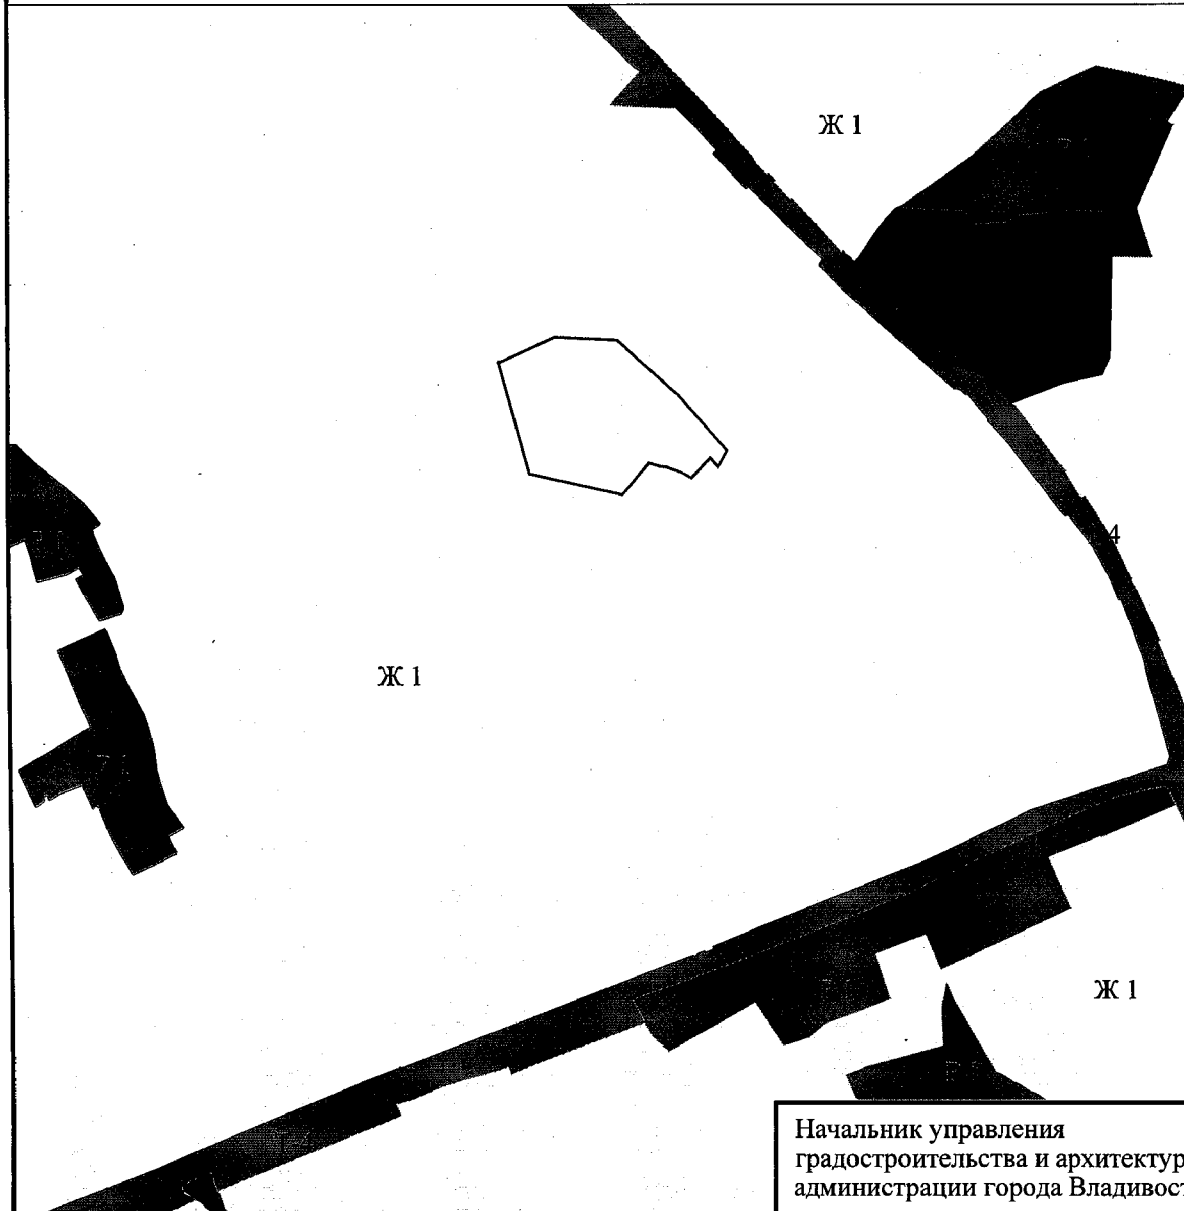 Ж 1
4
Ж 1
Ж 1
Начальник управления
градостроительства и архитектур
администрации города Владивост